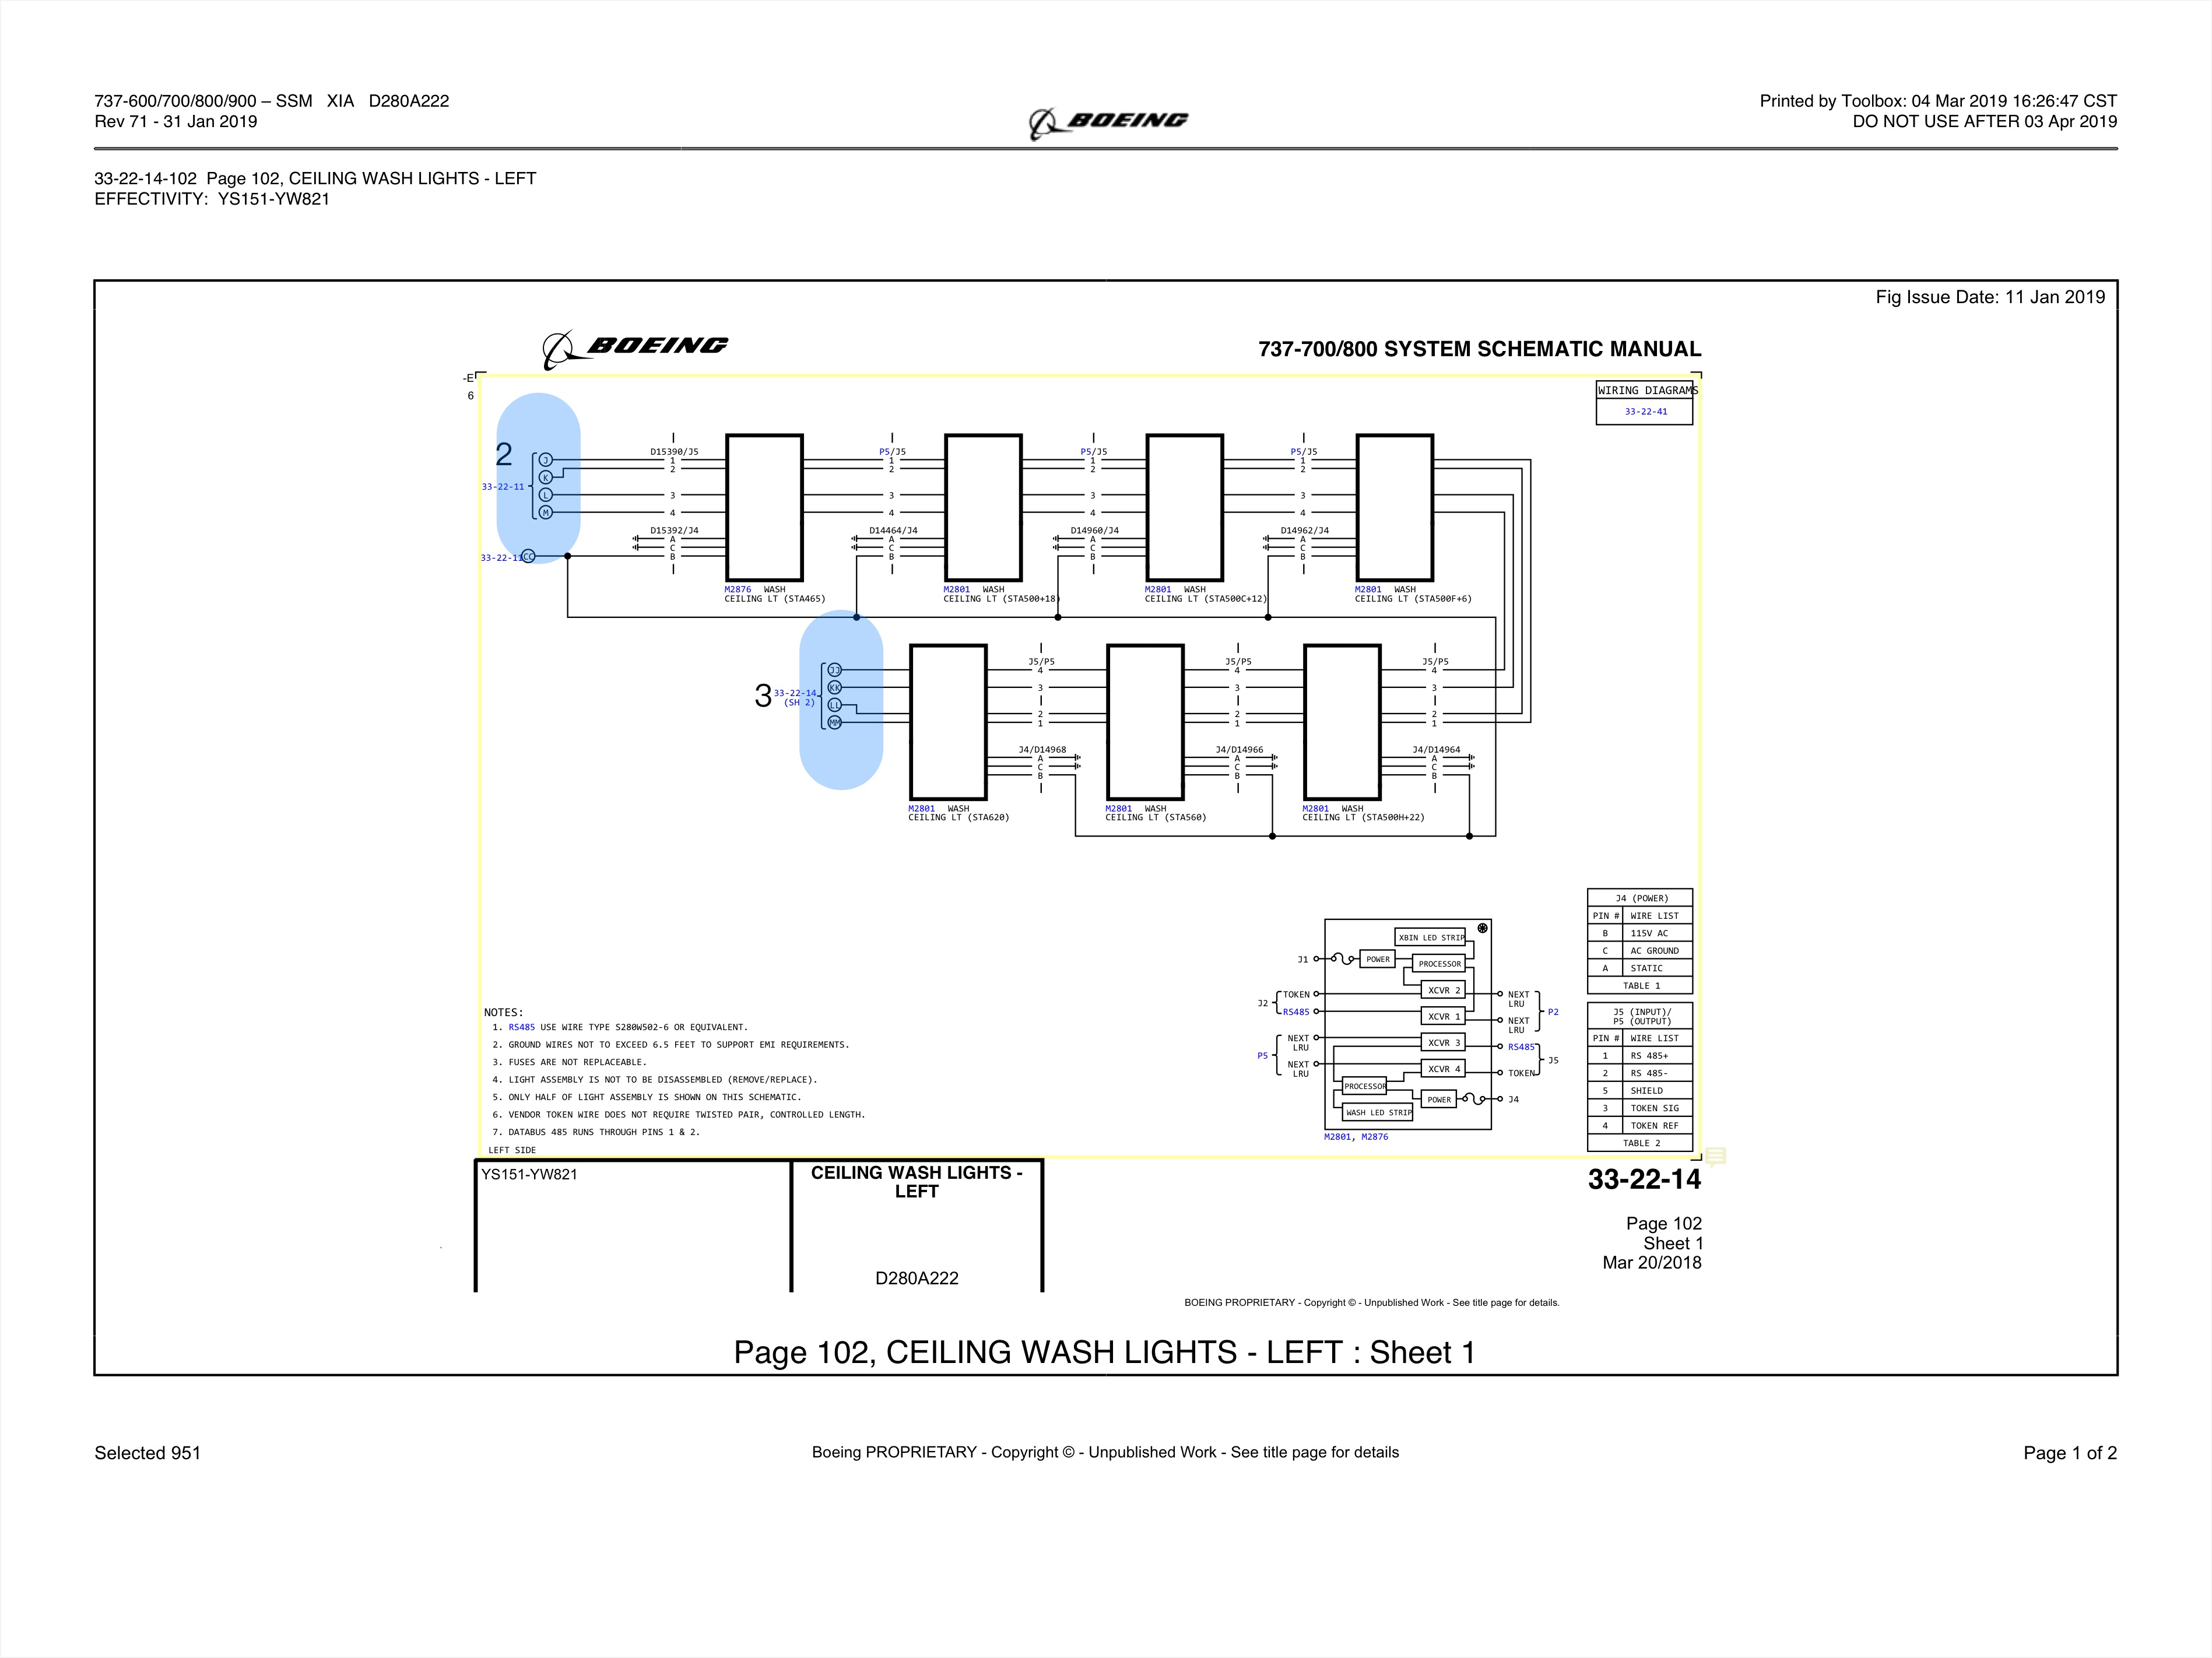 737-600/700/800/900 – SSM XIA D280A222
Rev 71 - 31 Jan 2019
BOEING
Printed by Toolbox: 04 Mar 2019 16:26:47 CST
DO NOT USE AFTER 03 Apr 2019
33-22-14-102 Page 102, CEILING WASH LIGHTS - LEFT
EFFECTIVITY: YS151-YW821
Fig Issue Date: 11 Jan 2019
BOEING
737-700/800 SYSTEM SCHEMATIC MANUAL
-E
6
WIRING DIAGRAMS
33-22-41
2
33-22-11
J
K
L
M
33-22-11
CC
D15390/J5
1
2
3
4
D15392/J4
A
C
B
M2876 WASH
CEILING LT (STA465)
P5/J5
1
2
3
4
D14464/J4
A
C
B
M2801 WASH
CEILING LT (STA500+18)
P5/J5
1
2
3
4
D14960/J4
A
C
B
M2801 WASH
CEILING LT (STA500C+12)
P5/J5
1
2
3
4
D14962/J4
A
C
B
M2801 WASH
CEILING LT (STA500F+6)
3
33-22-14
(SH 2)
JJ
KK
LL
MM
M2801 WASH
CEILING LT (STA620)
J5/P5
4
3
2
1
J4/D14968
A
C
B
M2801 WASH
CEILING LT (STA560)
J5/P5
4
3
2
1
J4/D14966
A
C
B
M2801 WASH
CEILING LT (STA500H+22)
J5/P5
4
3
2
1
J4/D14964
A
C
B
XBIN LED STRIP
J1
POWER
PROCESSOR
XCVR 2
J2
TOKEN
RS485
XCVR 1
NEXT
LRU
NEXT
LRU
P2
P5
NEXT
LRU
NEXT
LRU
XCVR 3
RS485
J5
XCVR 4
TOKEN
PROCESSOR
POWER
J4
WASH LED STRIP
M2801, M2876
J4 (POWER)
PIN # WIRE LIST
B 115V AC
C AC GROUND
A STATIC
TABLE 1
J5 (INPUT)/
P5 (OUTPUT)
PIN # WIRE LIST
1 RS 485+
2 RS 485-
5 SHIELD
3 TOKEN SIG
4 TOKEN REF
TABLE 2
NOTES:
1. RS485 USE WIRE TYPE S280W502-6 OR EQUIVALENT.
2. GROUND WIRES NOT TO EXCEED 6.5 FEET TO SUPPORT EMI REQUIREMENTS.
3. FUSES ARE NOT REPLACEABLE.
4. LIGHT ASSEMBLY IS NOT TO BE DISASSEMBLED (REMOVE/REPLACE).
5. ONLY HALF OF LIGHT ASSEMBLY IS SHOWN ON THIS SCHEMATIC.
6. VENDOR TOKEN WIRE DOES NOT REQUIRE TWISTED PAIR, CONTROLLED LENGTH.
7. DATABUS 485 RUNS THROUGH PINS 1 & 2.
LEFT SIDE
YS151-YW821
CEILING WASH LIGHTS -
LEFT
D280A222
33-22-14
Page 102
Sheet 1
Mar 20/2018
BOEING PROPRIETARY - Copyright © - Unpublished Work - See title page for details.
Page 102, CEILING WASH LIGHTS - LEFT : Sheet 1
Selected 951
Boeing PROPRIETARY - Copyright © - Unpublished Work - See title page for details
Page 1 of 2